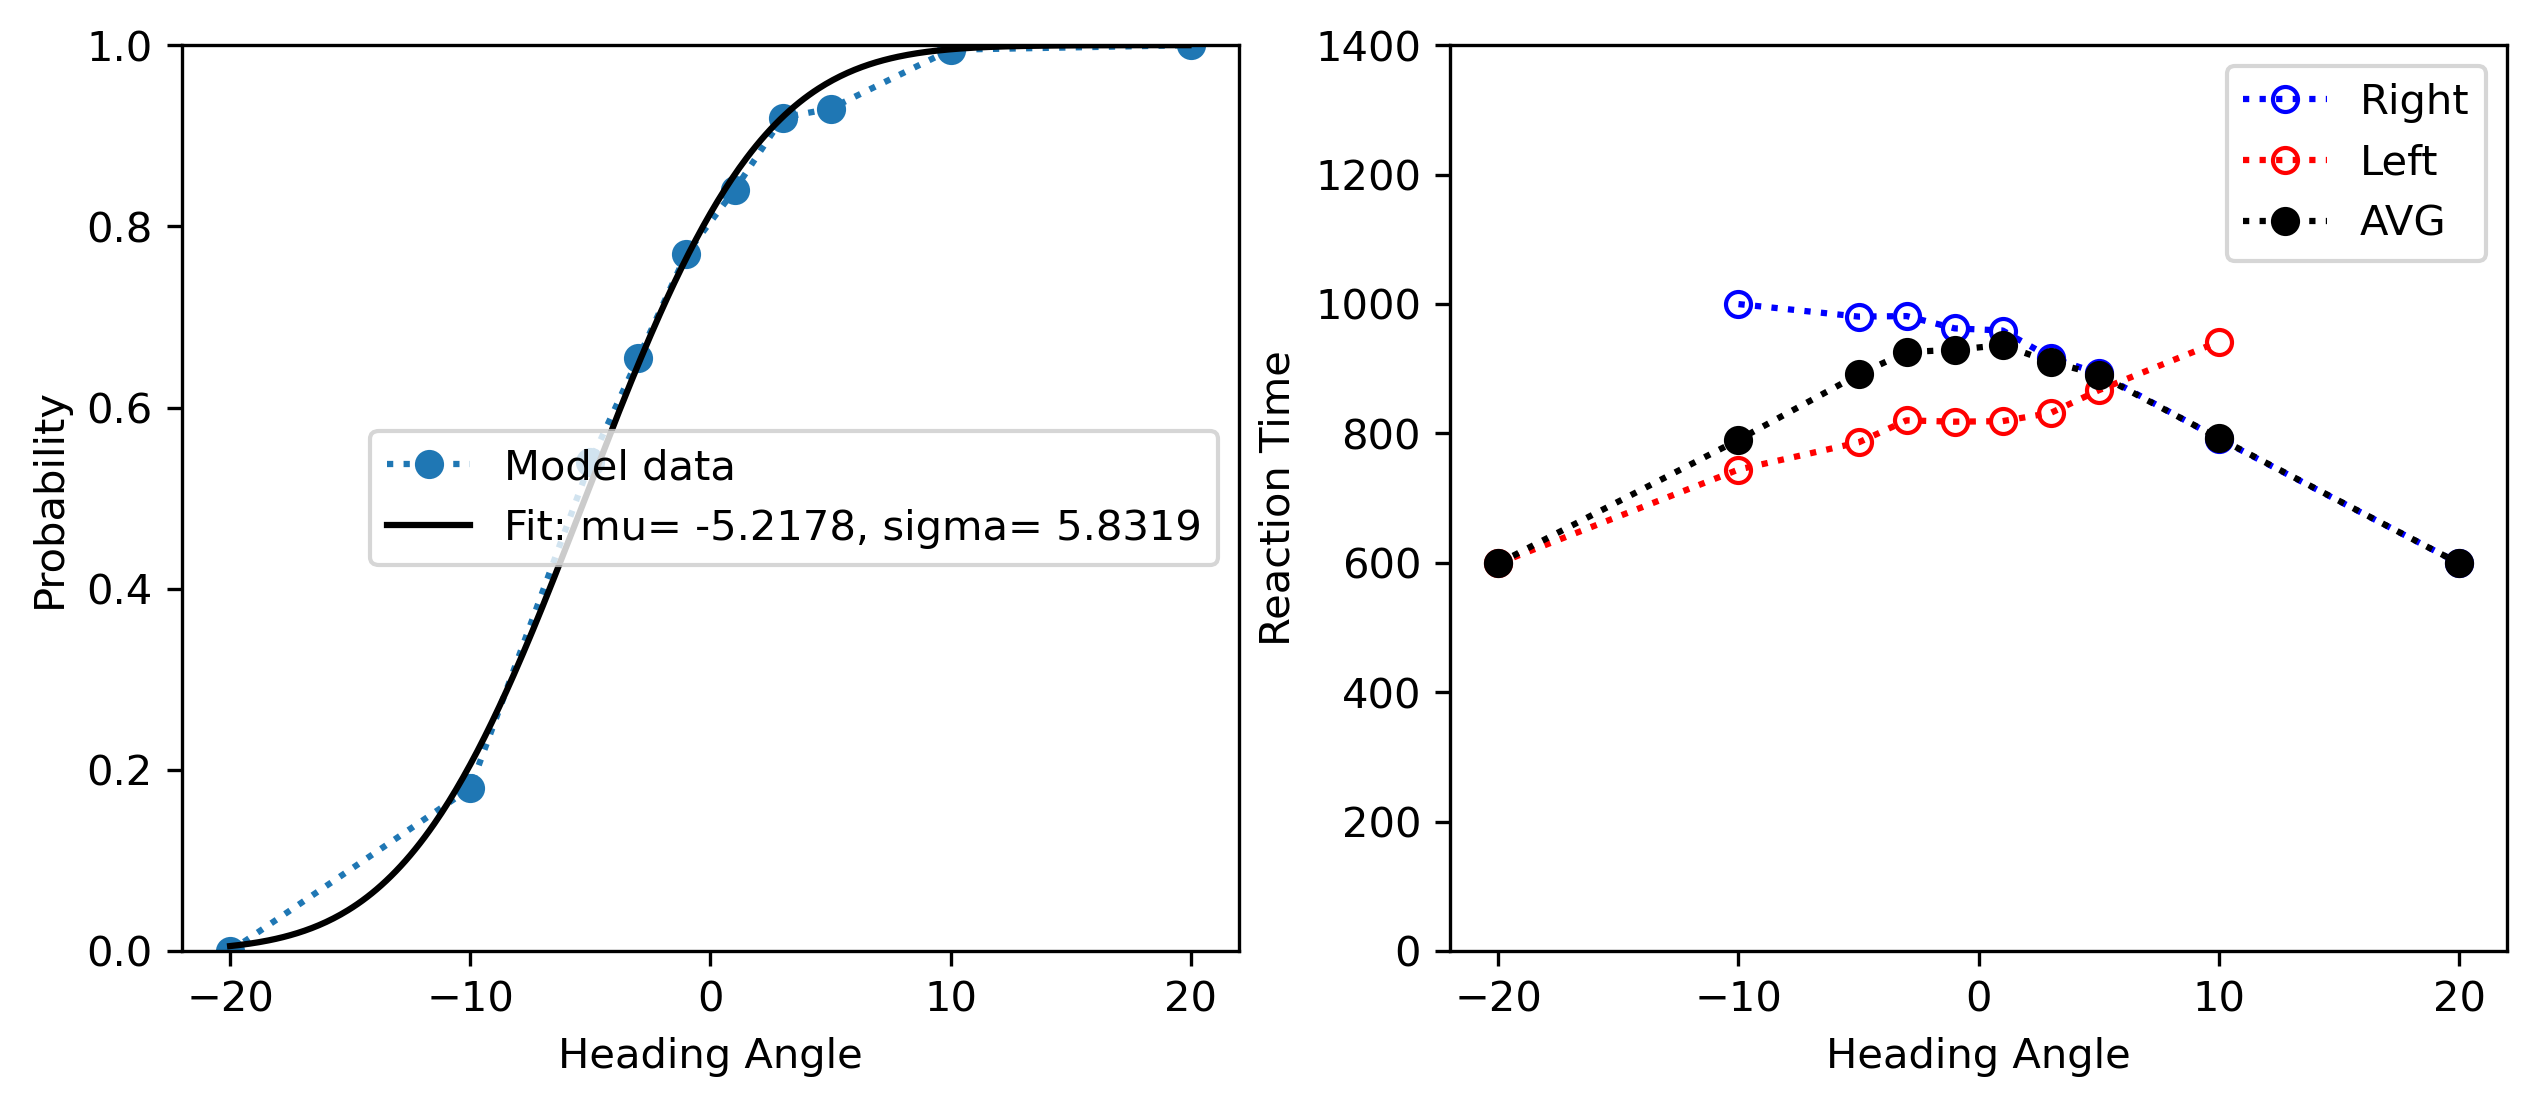 1.0
0.8
0.6
0.4
0.2
0.0
Probability
Model data
Fit: mu= -5.2178, sigma= 5.8319
−20 −10 0 10 20
Heading Angle
1400
1200
1000
800
600
400
200
0
Reaction Time
Right
Left
AVG
−20 −10 0 10 20
Heading Angle